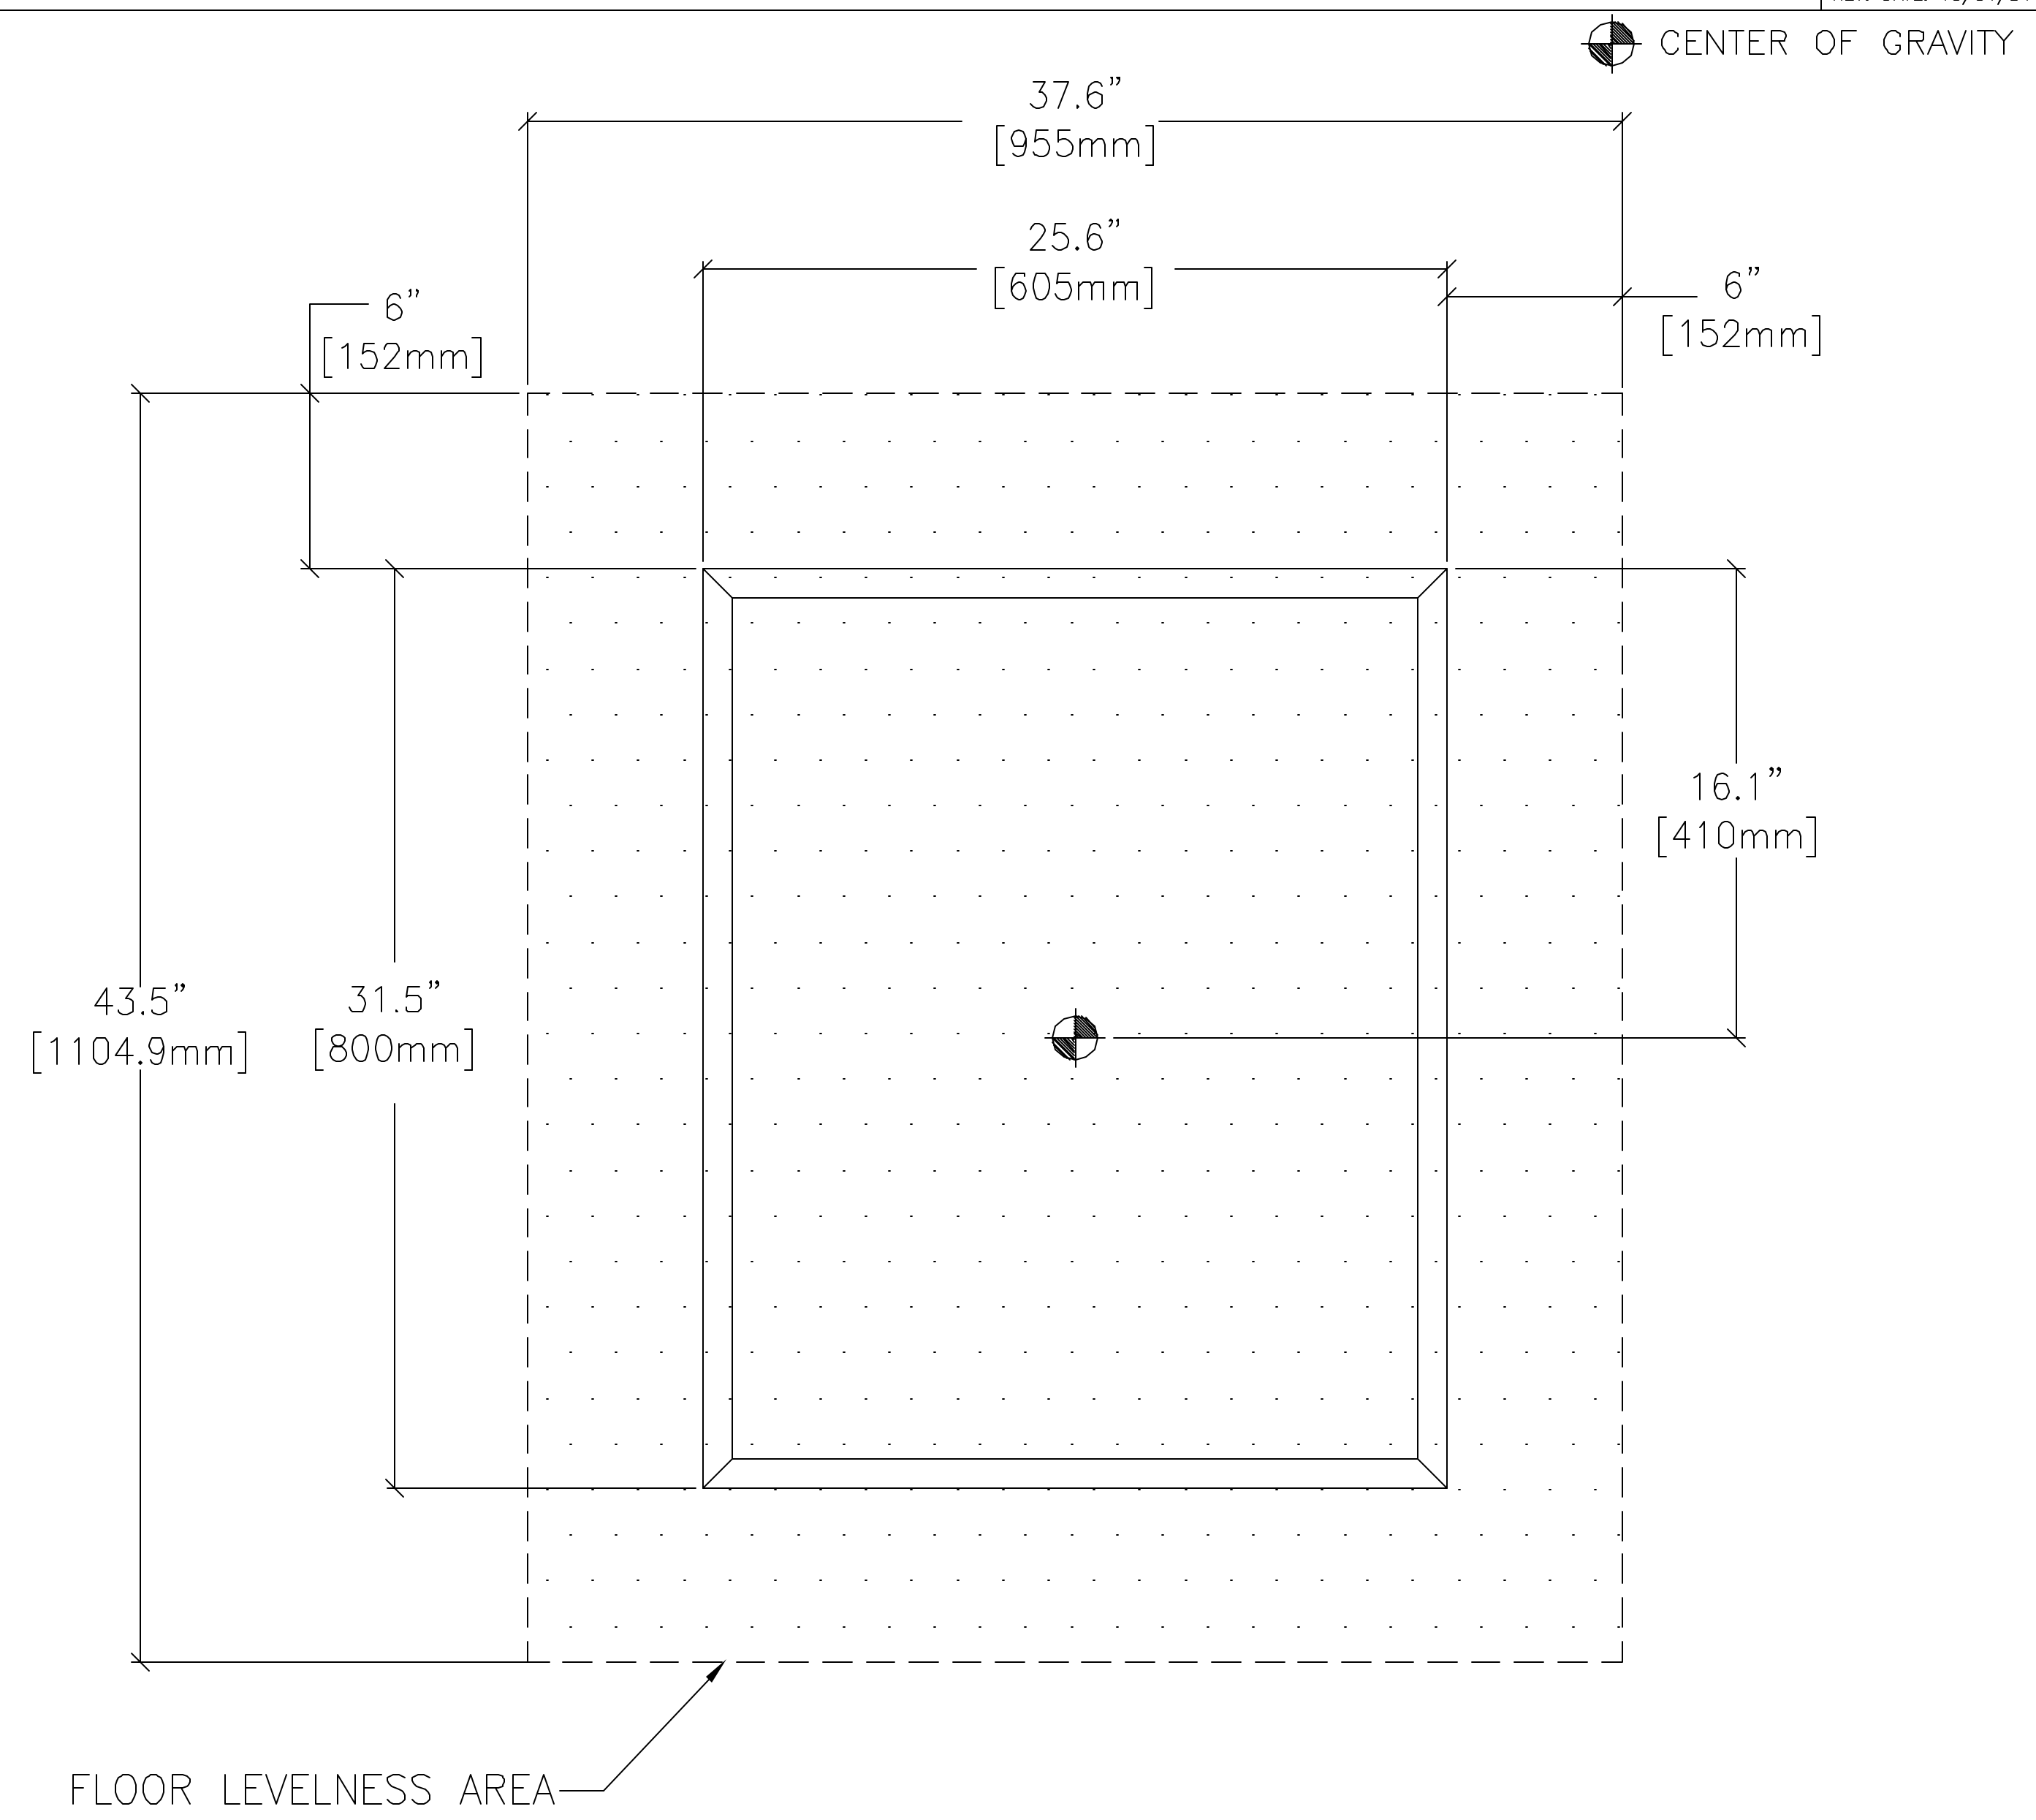 CENTER OF GRAVITY
37.6”
[955mm]
25.6”
[605mm]
6”
[152mm]
6”
[152mm]
16.1”
[410mm]
43.5”
[1104.9mm]
31.5”
[800mm]
FLOOR LEVELNESS AREA